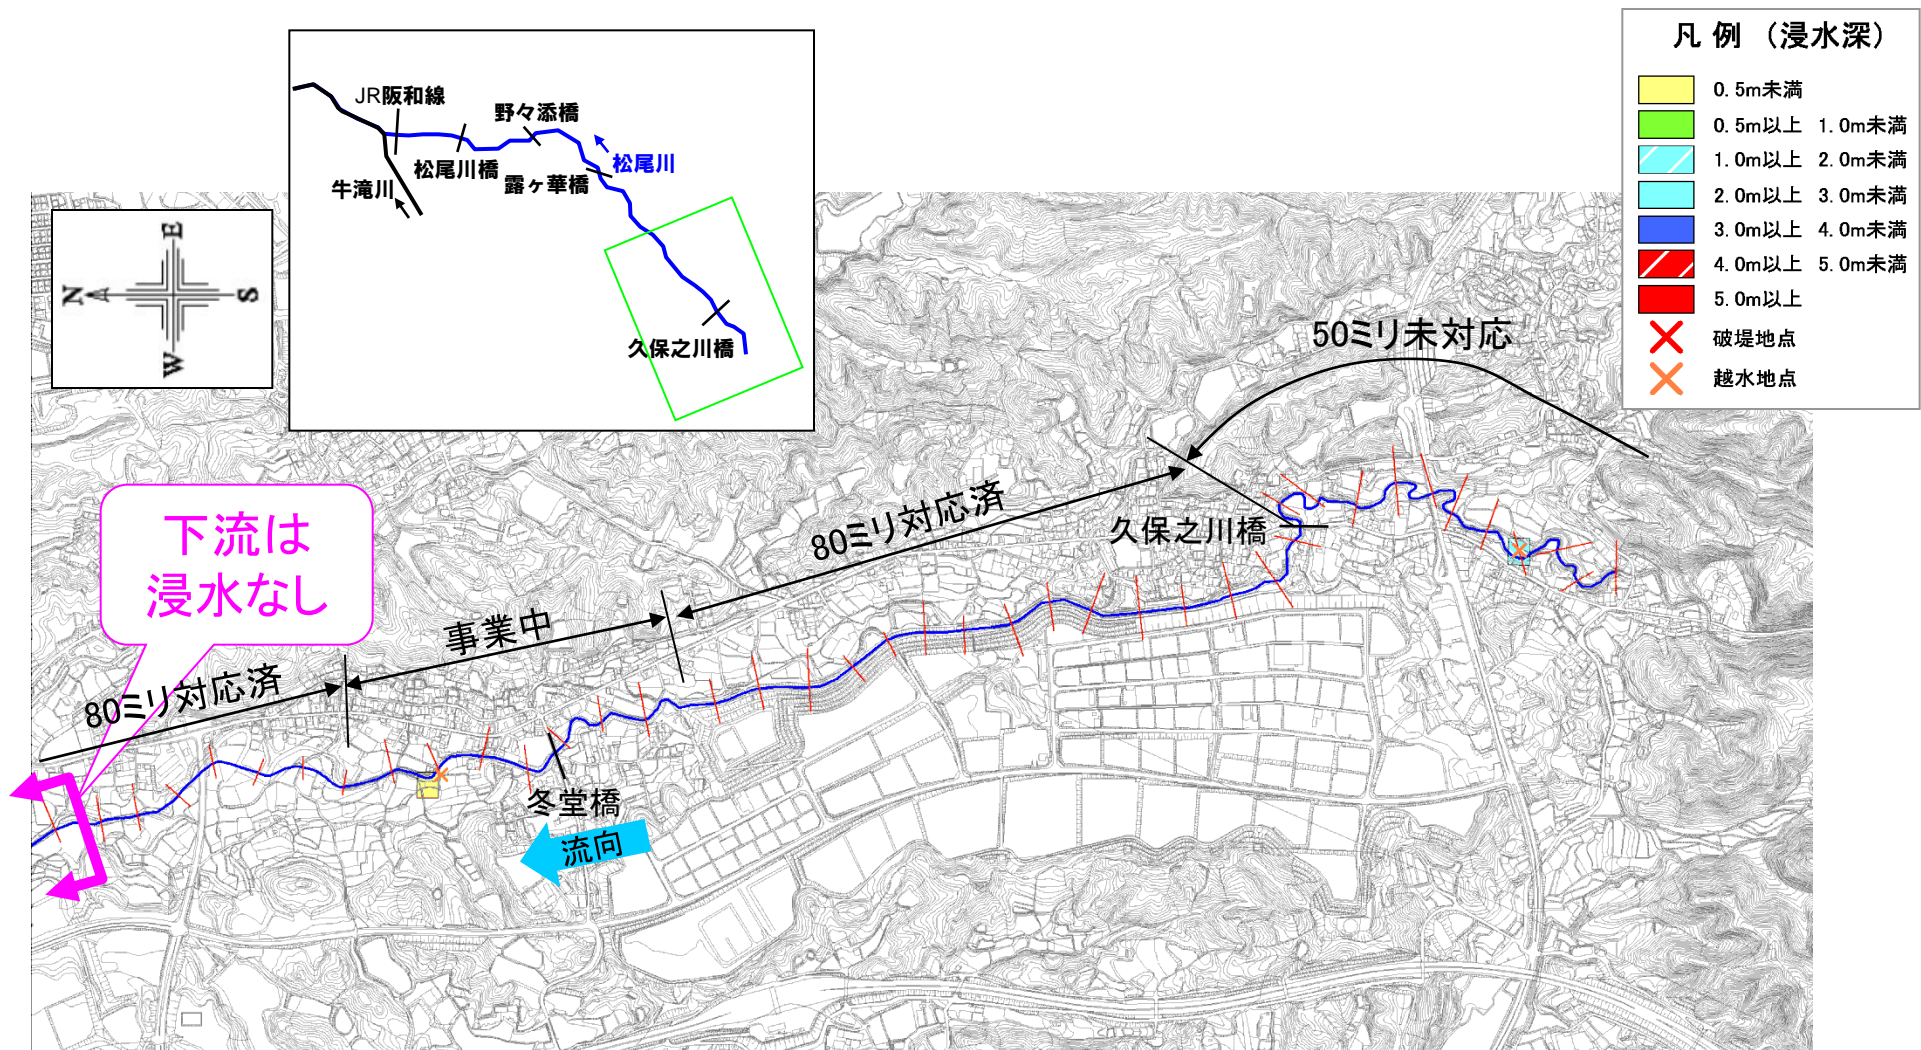 凡 例 （浸水深）
0. 5m未満
0. 5m以上 1. 0m未満
1. 0m以上 2. 0m未満
2. 0m以上 3. 0m未満
3. 0m以上 4. 0m未満
4. 0m以上 5. 0m未満
5. 0m以上
破堤地点
越水地点
JR阪和線
野々添橋
松尾川橋
松尾川
露ヶ華橋
牛滝川
久保之川橋
N
E
S
W
50ミリ未対応
80ミリ対応済
久保之川橋
下流は
浸水なし
事業中
80ミリ対応済
冬堂橋
流向